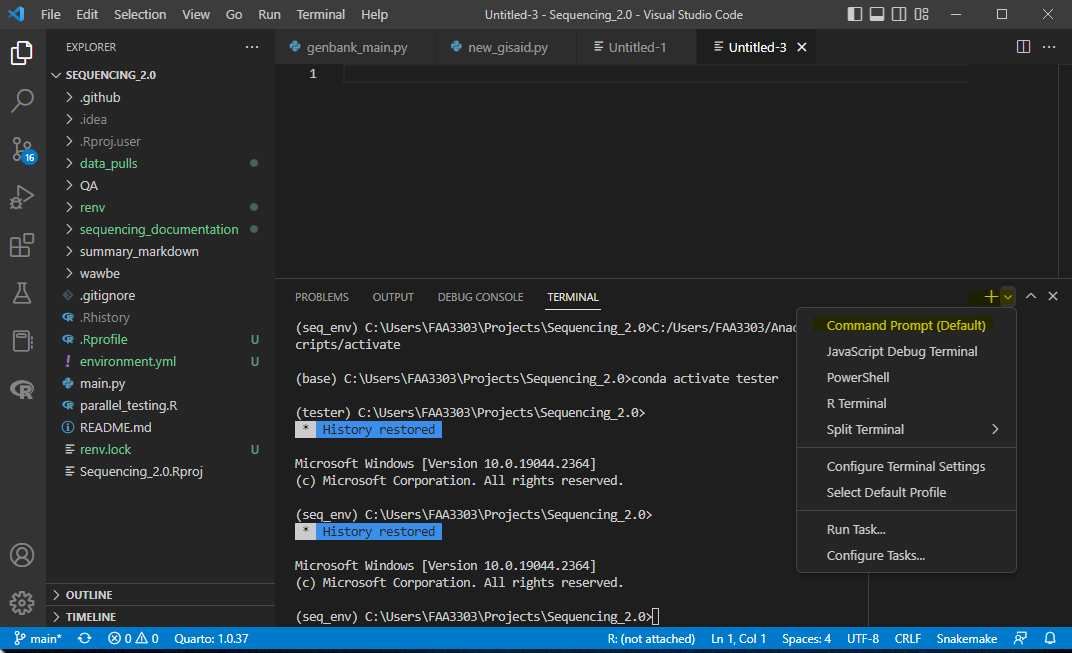 File Edit Selection View Go Run Terminal Help Untitled-3 - Sequencing_2.0 - Visual Studio Code
EXPLORER
genbank_main.py new_gisaid.py Untitled-1 Untitled-3
SEQUENCING_2.0
1
.github
.idea
.Rproj.user
16
data_pulls
QA
renv
sequencing_documentation
summary_markdown
wawbe
.gitignore
.Rhistory
.Rprofile U
environment.yml U
main.py
parallel_testing.R
README.md
renv.lock U
Sequencing_2.0.Rproj
OUTLINE
TIMELINE
PROBLEMS OUTPUT DEBUG CONSOLE TERMINAL
(seq_env) C:\Users\FAA3303\Projects\Sequencing_2.0>C:/Users/FAA3303/Anac
cripts/activate
(base) C:\Users\FAA3303\Projects\Sequencing_2.0>conda activate tester
(tester) C:\Users\FAA3303\Projects\Sequencing_2.0>
* History restored
Microsoft Windows [Version 10.0.19044.2364]
(c) Microsoft Corporation. All rights reserved.
(seq_env) C:\Users\FAA3303\Projects\Sequencing_2.0>
* History restored
Microsoft Windows [Version 10.0.19044.2364]
(c) Microsoft Corporation. All rights reserved.
(seq_env) C:\Users\FAA3303\Projects\Sequencing_2.0>
Command Prompt (Default)
JavaScript Debug Terminal
PowerShell
R Terminal
Split Terminal
Configure Terminal Settings
Select Default Profile
Run Task...
Configure Tasks...
main* 0 0 Quarto: 1.0.37 R: (not attached) Ln 1, Col 1 Spaces: 4 UTF-8 CRLF Snakemake